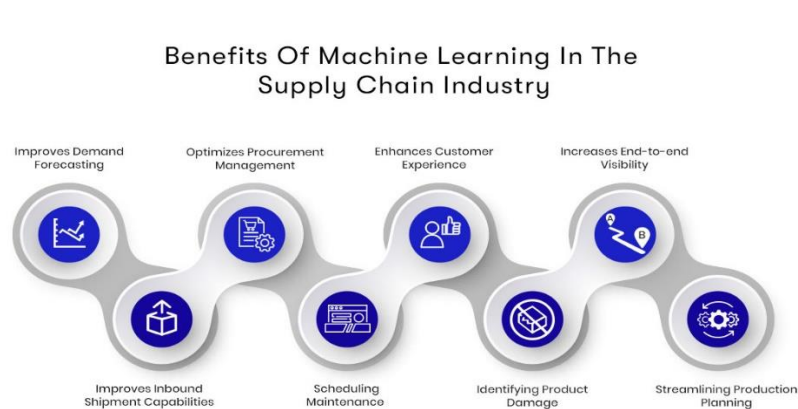 Benefits Of Machine Learning In The
Supply Chain Industry
Improves Demand
Forecasting
Optimizes Procurement
Management
Enhances Customer
Experience
Increases End-to-end
Visibility
A
B
Improves Inbound
Shipment Capabilities
Scheduling
Maintenance
Identifying Product
Damage
Streamlining Production
Planning